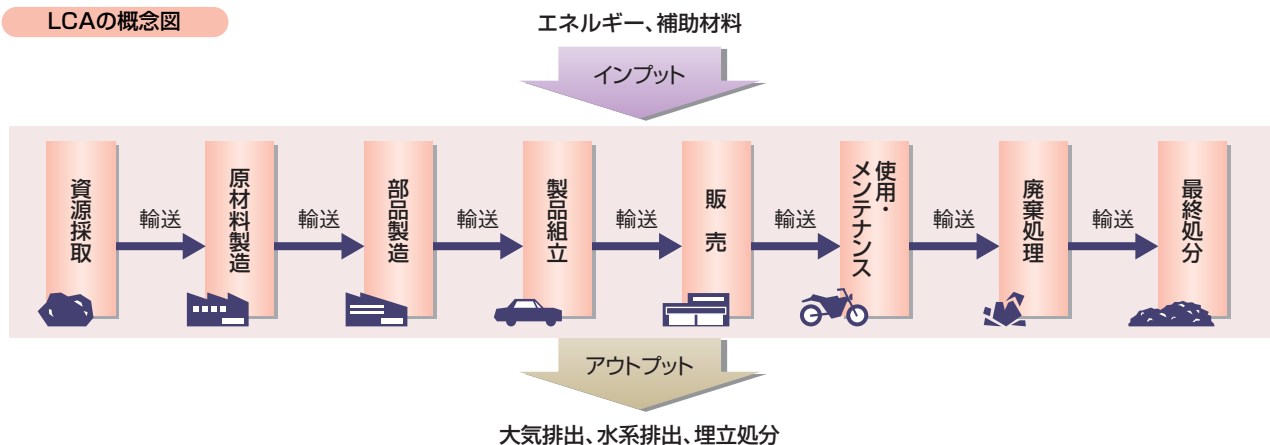 LCAの概念図
エネルギー、補助材料
インプット
資源採取
輸送
原材料製造
輸送
部品製造
輸送
製品組立
輸送
販売
輸送
使用・
メンテナンス
輸送
廃棄処理
輸送
最終処分
アウトプット
大気排出、水系排出、埋立処分